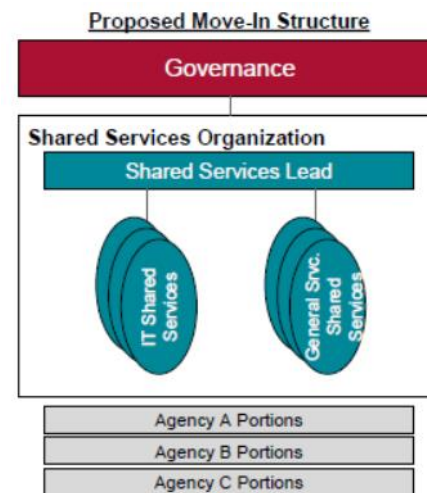 Proposed Move-In Structure
Governance
Shared Services Organization
Shared Services Lead
IT Shared
Services
General Srvc.
Shared
Services
Agency A Portions
Agency B Portions
Agency C Portions